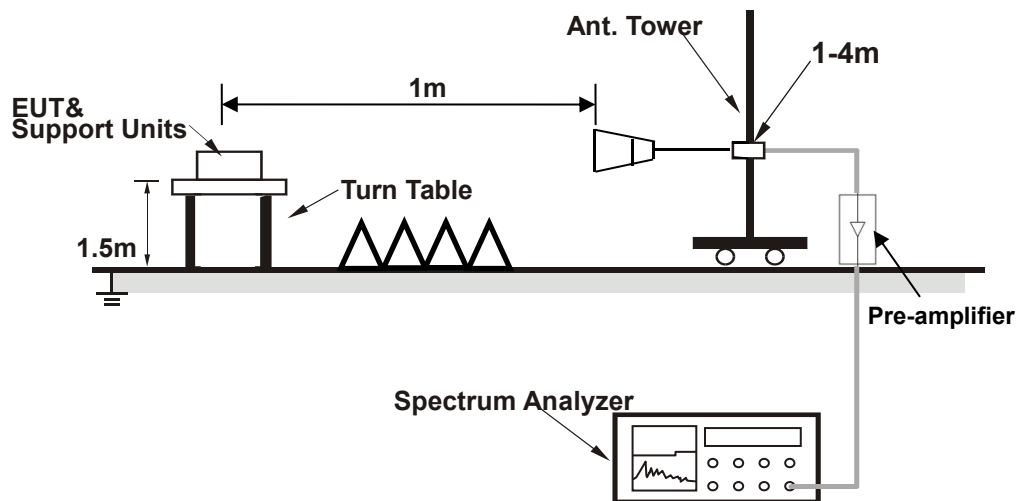 Ant. Tower
1-4m
1m
EUT&
Support Units
Turn Table
1.5m
Pre-amplifier
Spectrum Analyzer